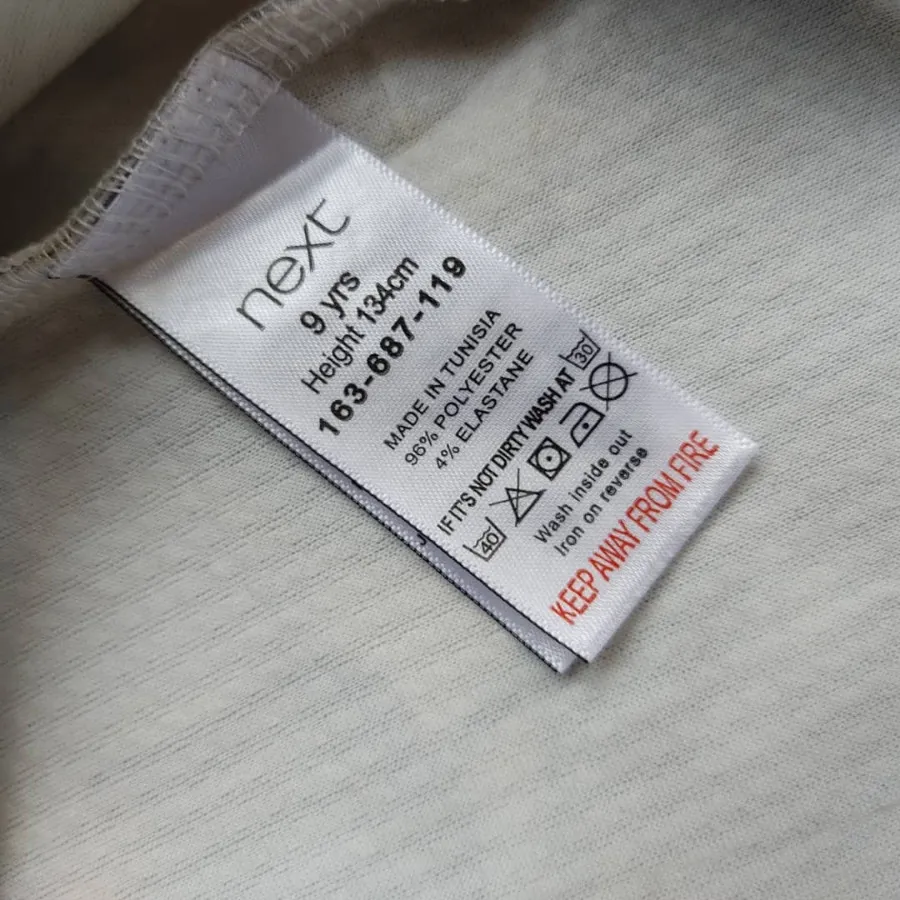 next
9 yrs
Height 134cm
163-687-119
MADE IN TUNISIA
96% POLYESTER
4% ELASTANE
IF IT'S NOT DIRTY WASH AT 30
40
Wash inside out
Iron on reverse
KEEP AWAY FROM FIRE